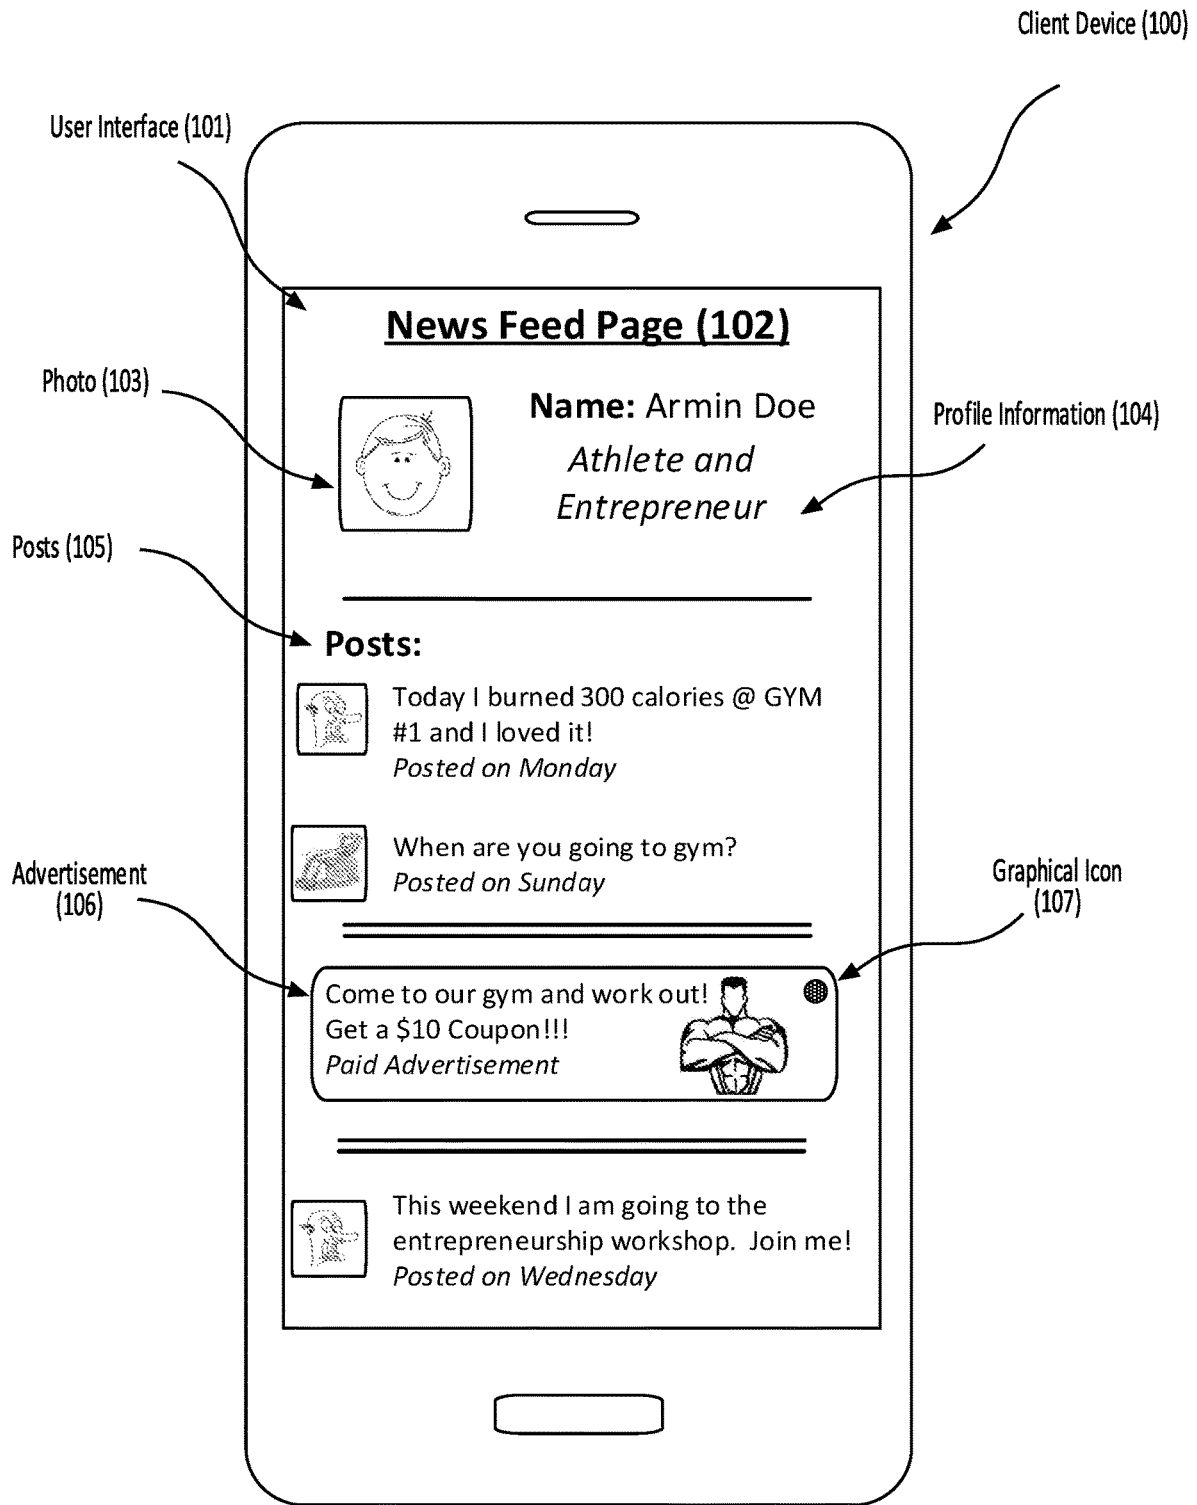 Client Device (100)
User Interface (101)
News Feed Page (102)
Photo (103)
Name: Armin Doe
Profile Information (104)
Athlete and
Entrepreneur
Posts (105)
Posts:
Today I burned 300 calories @ GYM
#1 and I loved it!
Posted on Monday
When are you going to gym?
Posted on Sunday
Advertisement
(106)
Graphical Icon
(107)
Come to our gym and work out!
Get a $10 Coupon!!!
Paid Advertisement
This weekend I am going to the
entrepreneurship workshop.  Join me!
Posted on Wednesday